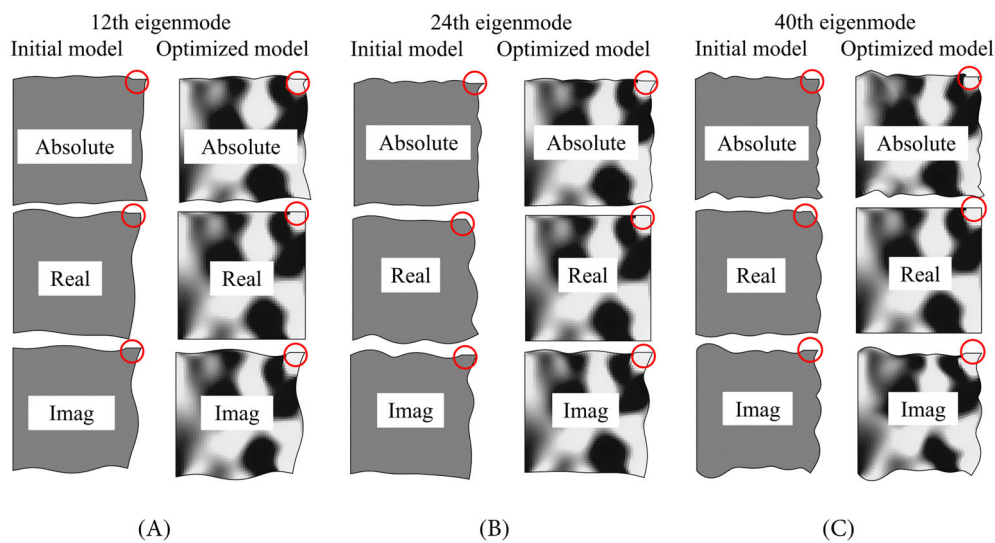 12th eigenmode
Initial model Optimized model
24th eigenmode
Initial model Optimized model
40th eigenmode
Initial model Optimized model
Absolute Absolute Absolute Absolute Absolute Absolute
Real Real Real Real Real Real
Imag Imag Imag Imag Imag Imag
(A) (B) (C)